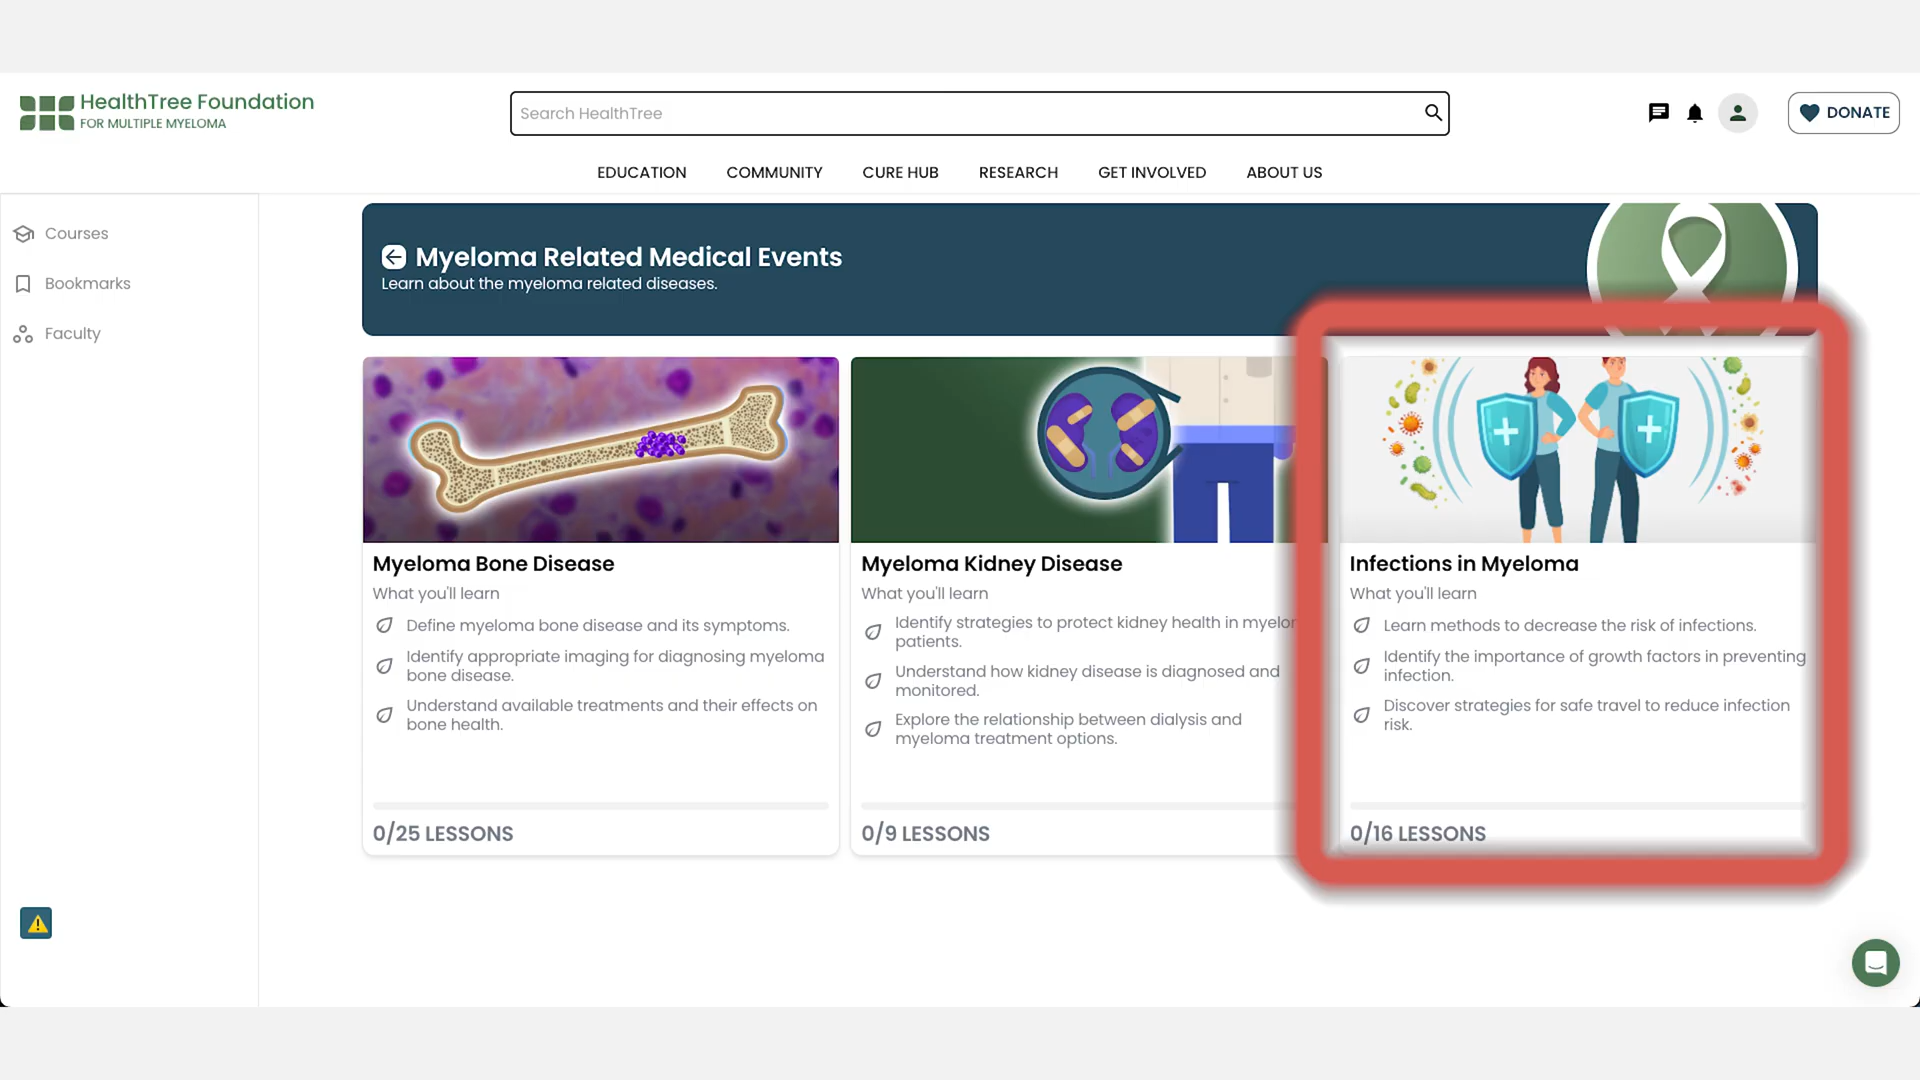 HealthTree Foundation
FOR MULTIPLE MYELOMA
Search HealthTree
DONATE
EDUCATION
COMMUNITY
CURE HUB
RESEARCH
GET INVOLVED
ABOUT US
Courses
Bookmarks
Faculty
Myeloma Related Medical Events
Learn about the myeloma related diseases.
Myeloma Bone Disease
What you'll learn
Define myeloma bone disease and its symptoms.
Identify appropriate imaging for diagnosing myeloma
bone disease.
Understand available treatments and their effects on
bone health.
0/25 LESSONS
Myeloma Kidney Disease
What you'll learn
Identify strategies to protect kidney health in myelor
patients.
Understand how kidney disease is diagnosed and
monitored.
Explore the relationship between dialysis and
myeloma treatment options.
0/9 LESSONS
Infections in Myeloma
What you'll learn
Learn methods to decrease the risk of infections.
Identify the importance of growth factors in preventing
infection.
Discover strategies for safe travel to reduce infection
risk.
0/16 LESSONS